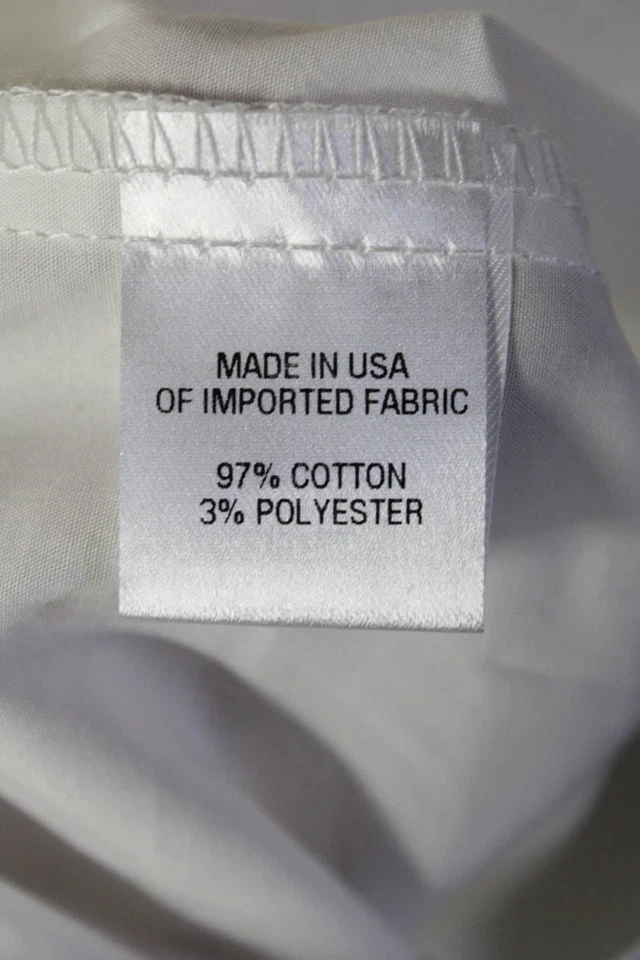 MADE IN USA
OF IMPORTED FABRIC
97% COTTON
3% POLYESTER